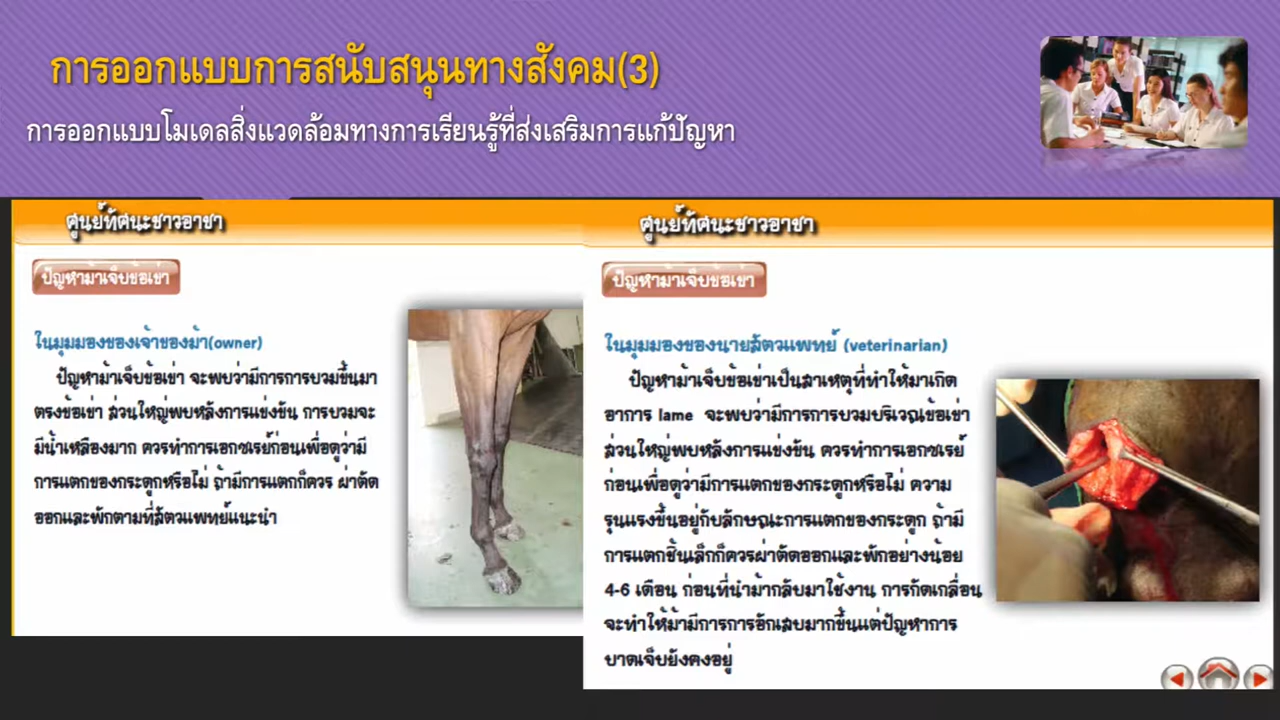 การออกแบบการสนับสนุนทางสังคม(3)
การออกแบบโมเดลสิ่งแวดล้อมทางการเรียนรู้ที่ส่งเสริมการแก้ปัญหา
ศูนย์ทัศนะชาวอาชา
ปัญหาม้าเจ็บข้อเข่า
ในมุมมองของเจ้าของม้า(owner)
ปัญหาม้าเจ็บข้อเข่า จะพบว่ามีการการบวมขึ้นมา
ตรงข้อเข่า ส่วนใหญ่พบหลังการแข่งขัน การบวมจะ
มีน้ำเหลืองมาก ควรทำการเอกซเรย์ก่อนเพื่อดูว่ามี
การแตกของกระดูกหรือไม่ ถ้ามีการแตกก็ควร ผ่าตัด
ออกและพักตามที่สัตวแพทย์แนะนำ
ศูนย์ทัศนะชาวอาชา
ปัญหาม้าเจ็บข้อเข่า
ในมุมมองของนายสัตวแพทย์ (veterinarian)
ปัญหาม้าเจ็บข้อเข่าเป็นสาเหตุที่ทำให้มาเกิด
อาการ lame จะพบว่ามีการการบวมบริเวณข้อเข่า
ส่วนใหญ่พบหลังการแข่งขัน ควรทำการเอกซเรย์
ก่อนเพื่อดูว่ามีการแตกของกระดูกหรือไม่ ความ
รุนแรงขึ้นอยู่กับลักษณะการแตกของกระดูก ถ้ามี
การแตกชิ้นเล็กก็ควรผ่าตัดออกและพักอย่างน้อย
4-6 เดือน ก่อนที่นำม้ากลับมาใช้งาน การกัดเกลื่อน
จะทำให้ม้ามีการการอักเสบมากขึ้นแต่ปัญหาการ
บาดเจ็บยังคงอยู่